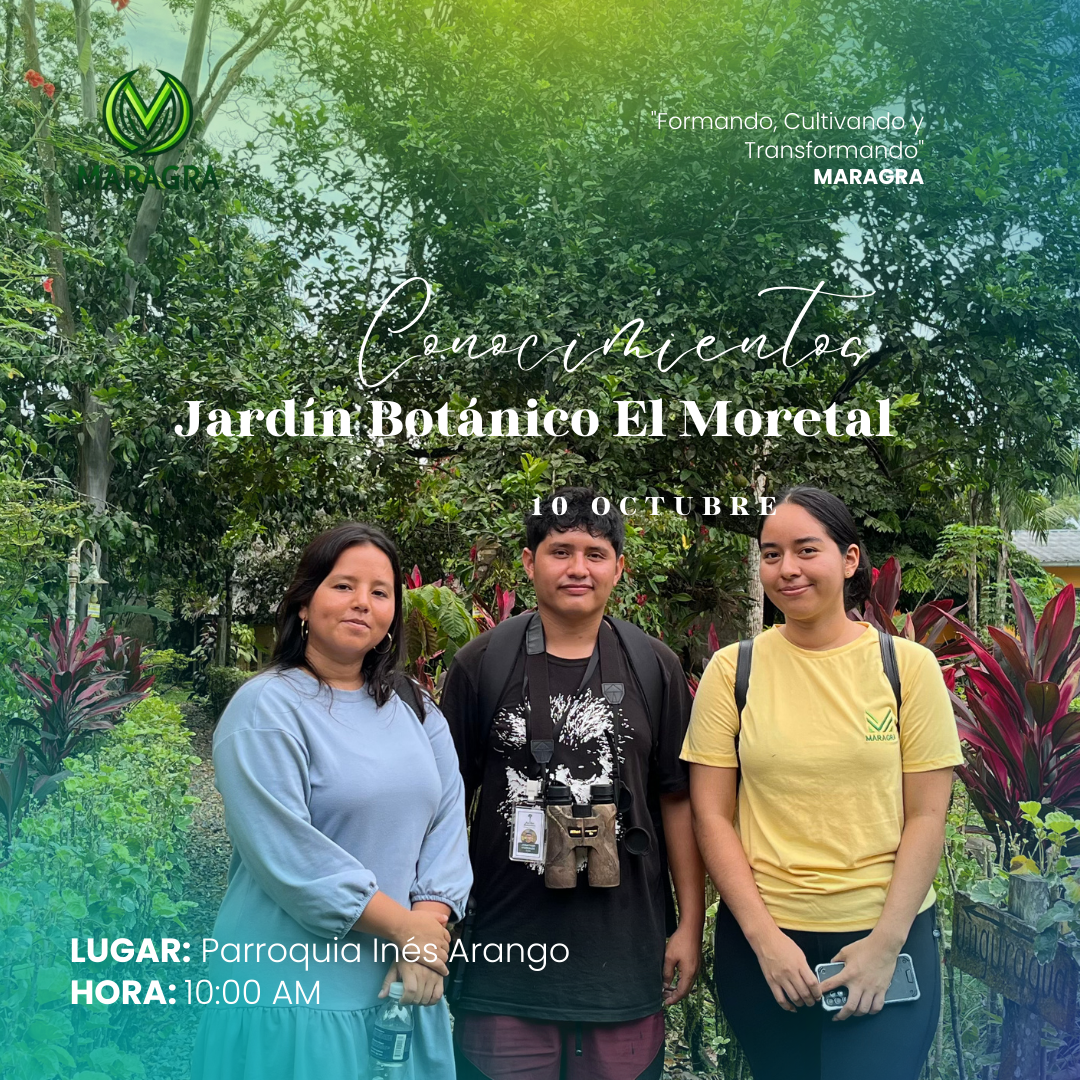 MARAGRA
"Formando, Cultivando y
Transformando"
MARAGRA
Conocimientos
Jardín Botánico El Moretal
10 OCTUBRE
MARAGRA
LUGAR: Parroquia Inés Arango
HORA: 10:00 AM